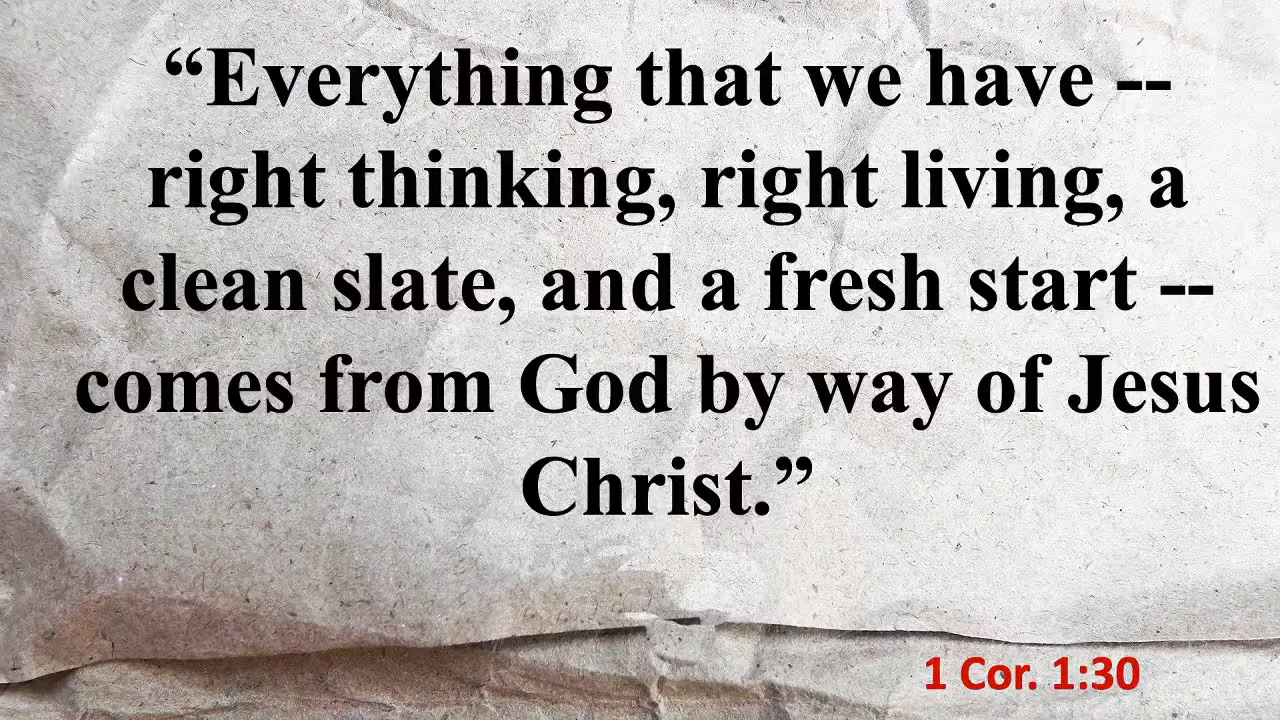 “Everything that we have --
right thinking, right living, a
clean slate, and a fresh start --
comes from God by way of Jesus
Christ.”
1 Cor. 1:30